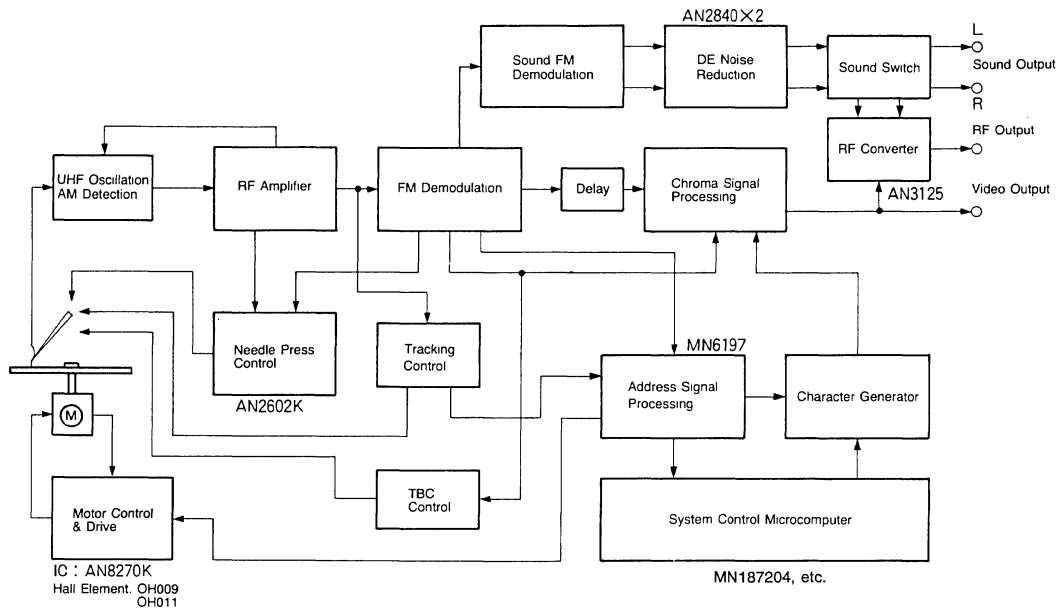 AN2840×2
Sound FM
Demodulation
DE Noise
Reduction
Sound Switch
L
Sound Output
R
RF Converter
RF Output
AN3125
Video Output
UHF Oscillation
AM Detection
RF Amplifier
FM Demodulation
Delay
Chroma Signal
Processing
Needle Press
Control
AN2602K
Tracking
Control
MN6197
Address Signal
Processing
Character Generator
M
Motor Control
& Drive
TBC
Control
System Control Microcomputer
IC : AN8270K
Hall Element. OH009
OH011
MN187204, etc.